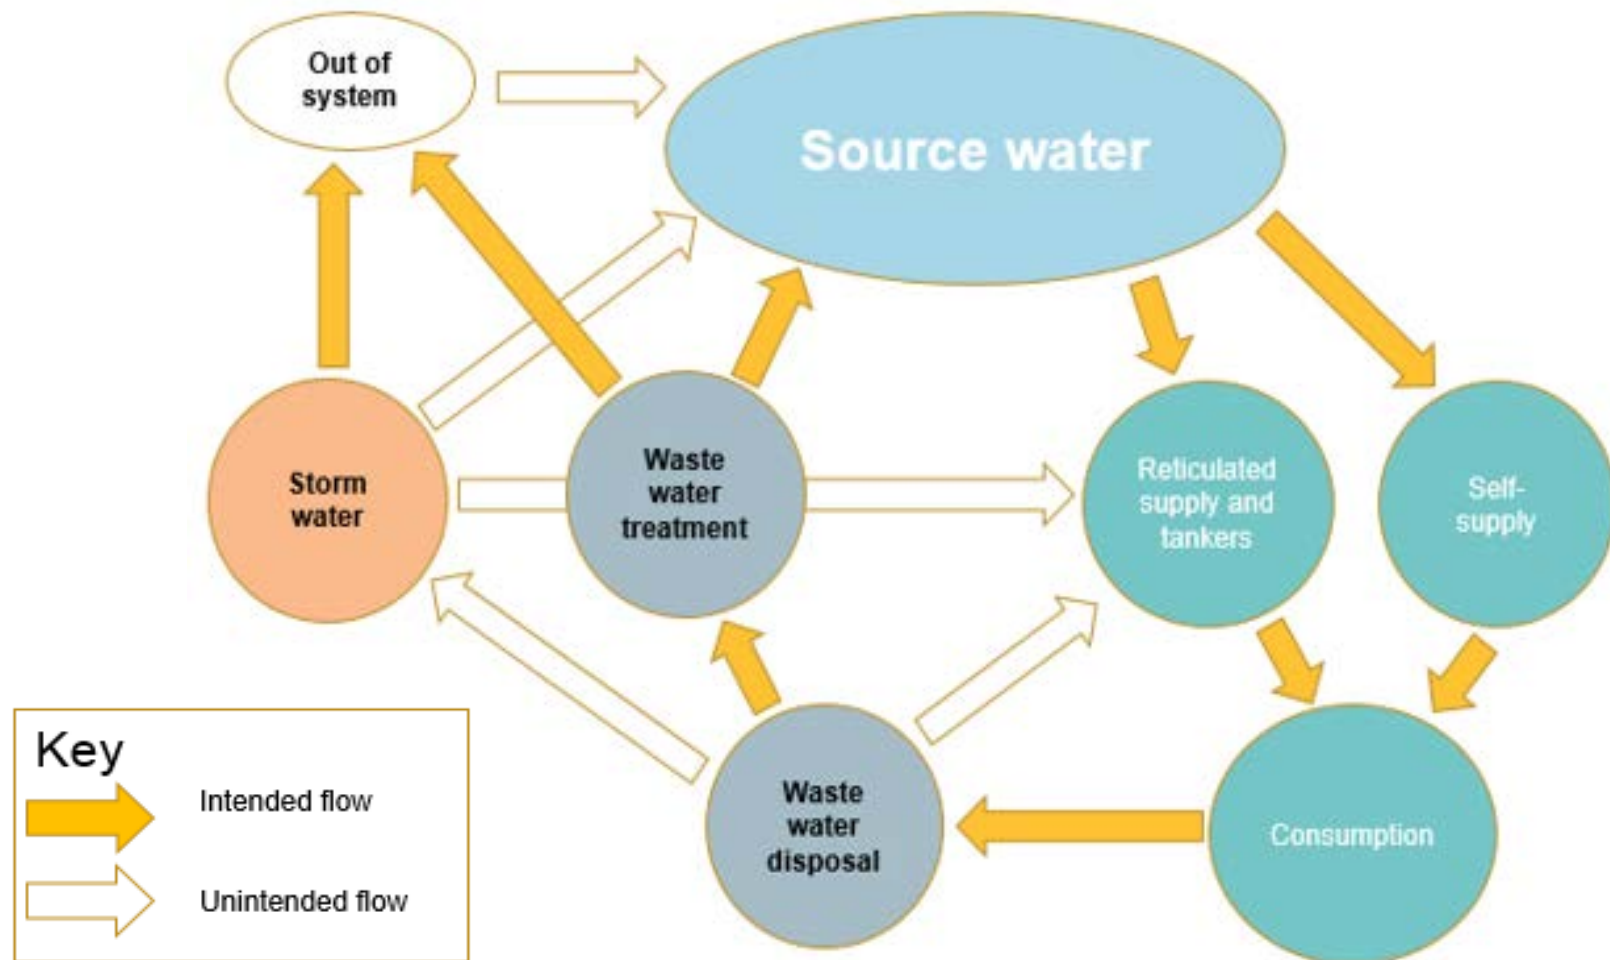 Out of
system
Source water
Storm
water
Waste
water
treatment
Reticulated
supply and
tankers
Self-
supply
Waste
water
disposal
Consumption
Key
Intended flow
Unintended flow